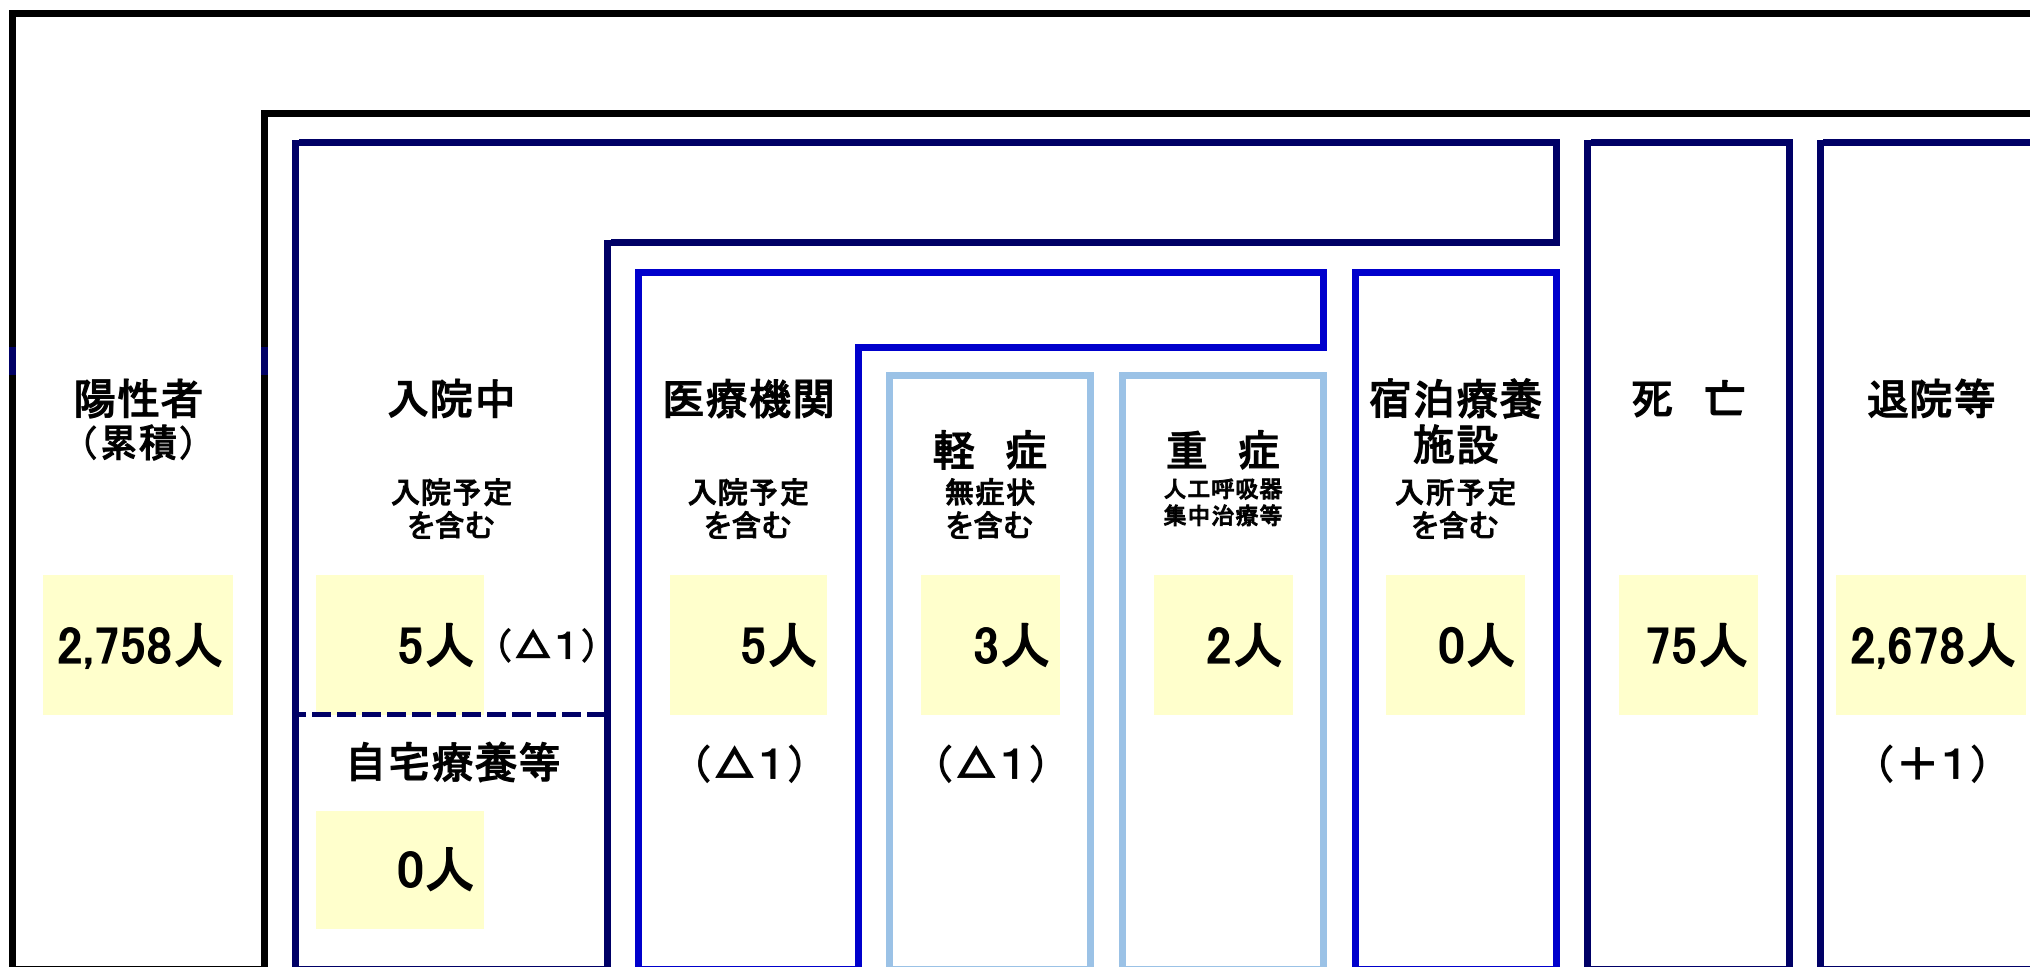 陽性者
（累積）
2,758人
入院中
入院予定
を含む
5人 （△1）
自宅療養等
0人
医療機関
入院予定
を含む
5人
（△1）
軽　症
無症状
を含む
3人
（△1）
重　症
人工呼吸器
集中治療等
2人
宿泊療養
施設
入所予定
を含む
0人
死　亡
75人
退院等
2,678人
（＋1）